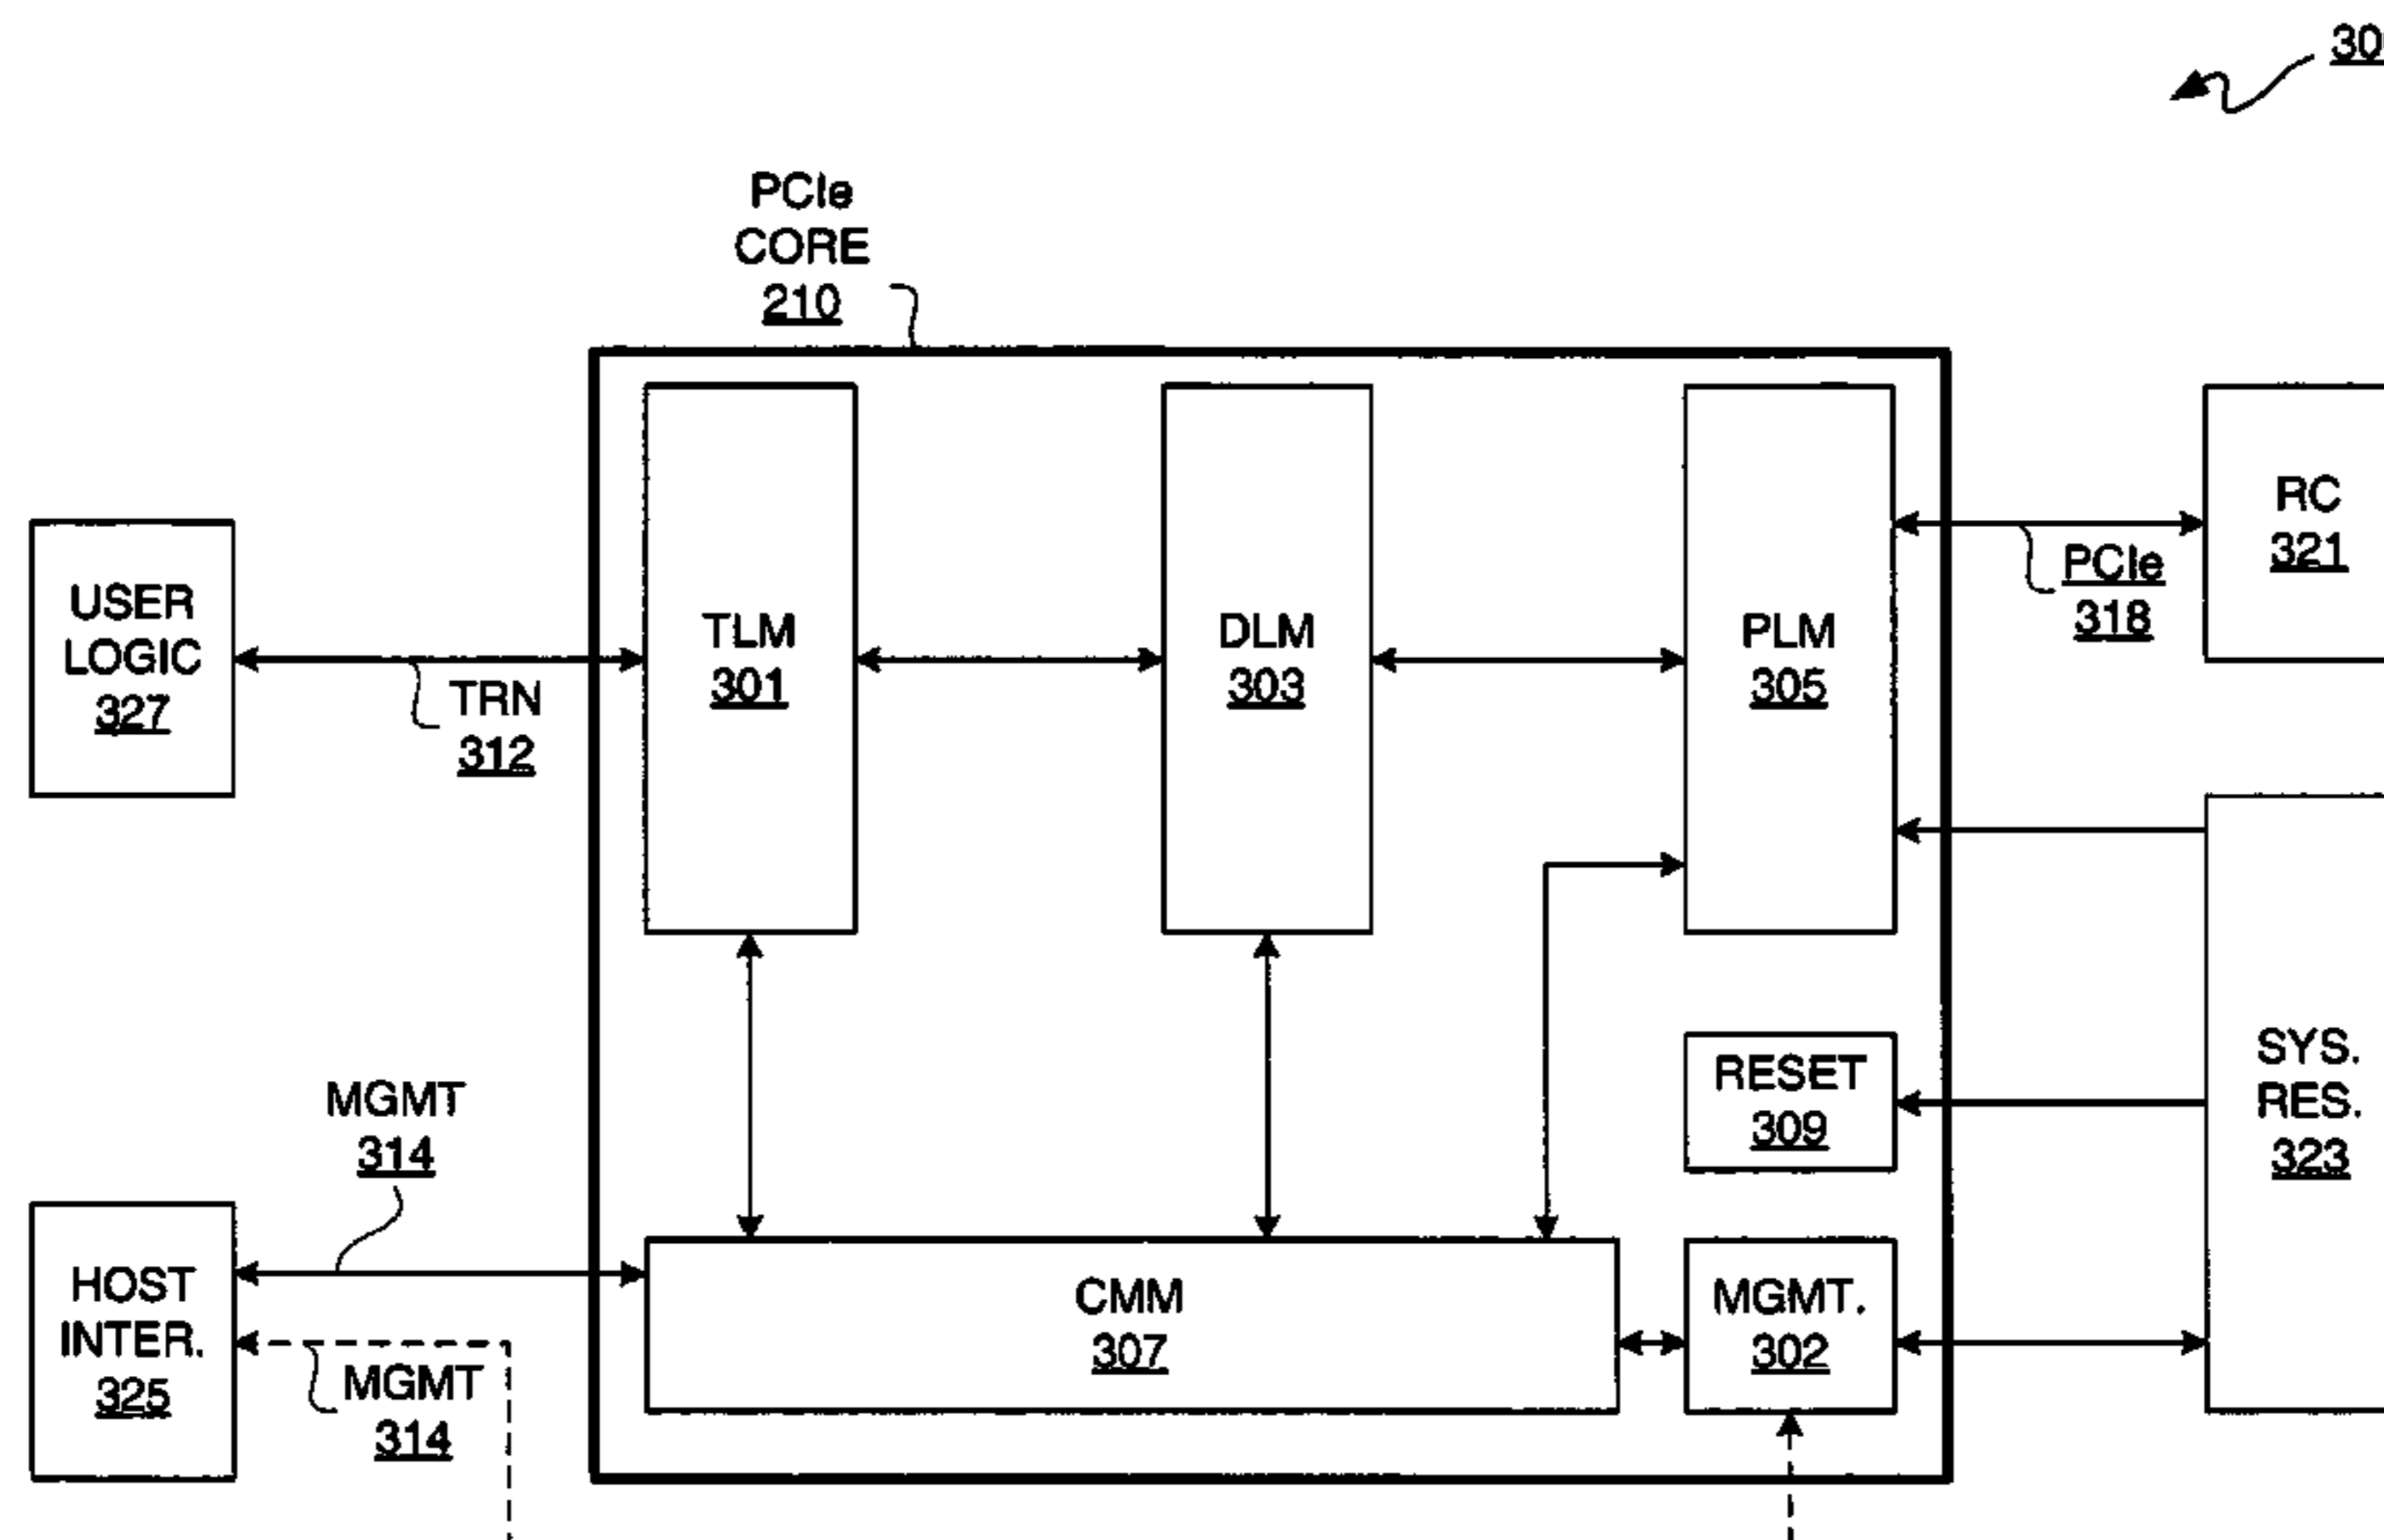 30
PCIe
CORE
210
USER
LOGIC
327
TRN
312
TLM
301
DLM
303
PLM
305
RC
321
PCIe
318
SYS.
RES.
323
RESET
309
MGMT
314
HOST
INTER.
325
MGMT
314
CMM
307
MGMT.
302